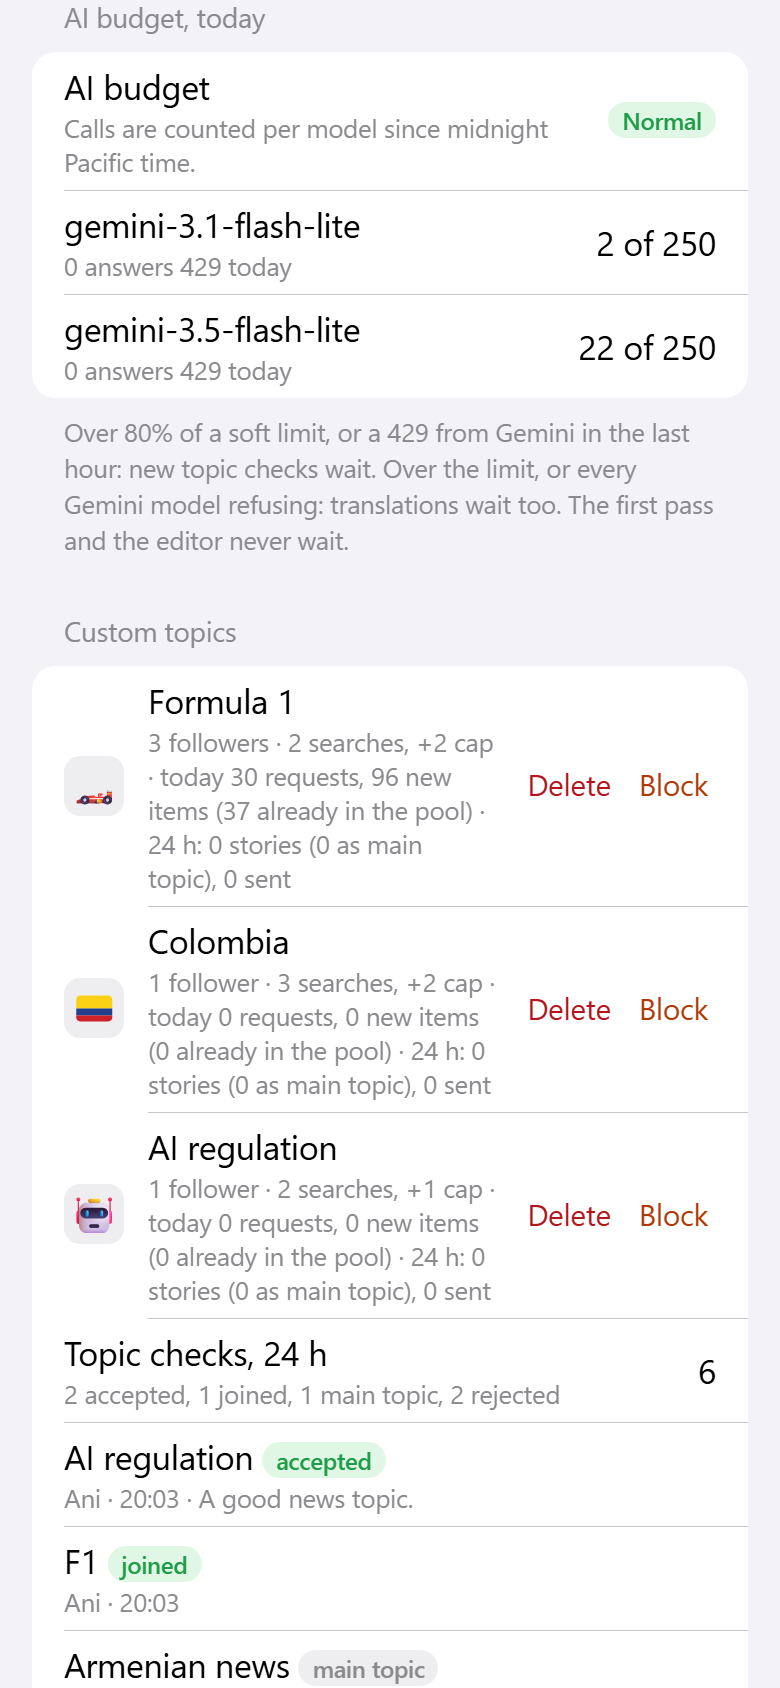 AI budget, today
AI budget
Calls are counted per model since midnight
Pacific time.
Normal
gemini-3.1-flash-lite
0 answers 429 today
2 of 250
gemini-3.5-flash-lite
0 answers 429 today
22 of 250
Over 80% of a soft limit, or a 429 from Gemini in the last
hour: new topic checks wait. Over the limit, or every
Gemini model refusing: translations wait too. The first pass
and the editor never wait.
Custom topics
Formula 1
3 followers · 2 searches, +2 cap
· today 30 requests, 96 new
items (37 already in the pool) ·
24 h: 0 stories (0 as main
topic), 0 sent
Delete Block
Colombia
1 follower · 3 searches, +2 cap ·
today 0 requests, 0 new items
(0 already in the pool) · 24 h: 0
stories (0 as main topic), 0 sent
Delete Block
AI regulation
1 follower · 2 searches, +1 cap ·
today 0 requests, 0 new items
(0 already in the pool) · 24 h: 0
stories (0 as main topic), 0 sent
Delete Block
Topic checks, 24 h
2 accepted, 1 joined, 1 main topic, 2 rejected
6
AI regulation accepted
Ani · 20:03 · A good news topic.
F1 joined
Ani · 20:03
Armenian news main topic